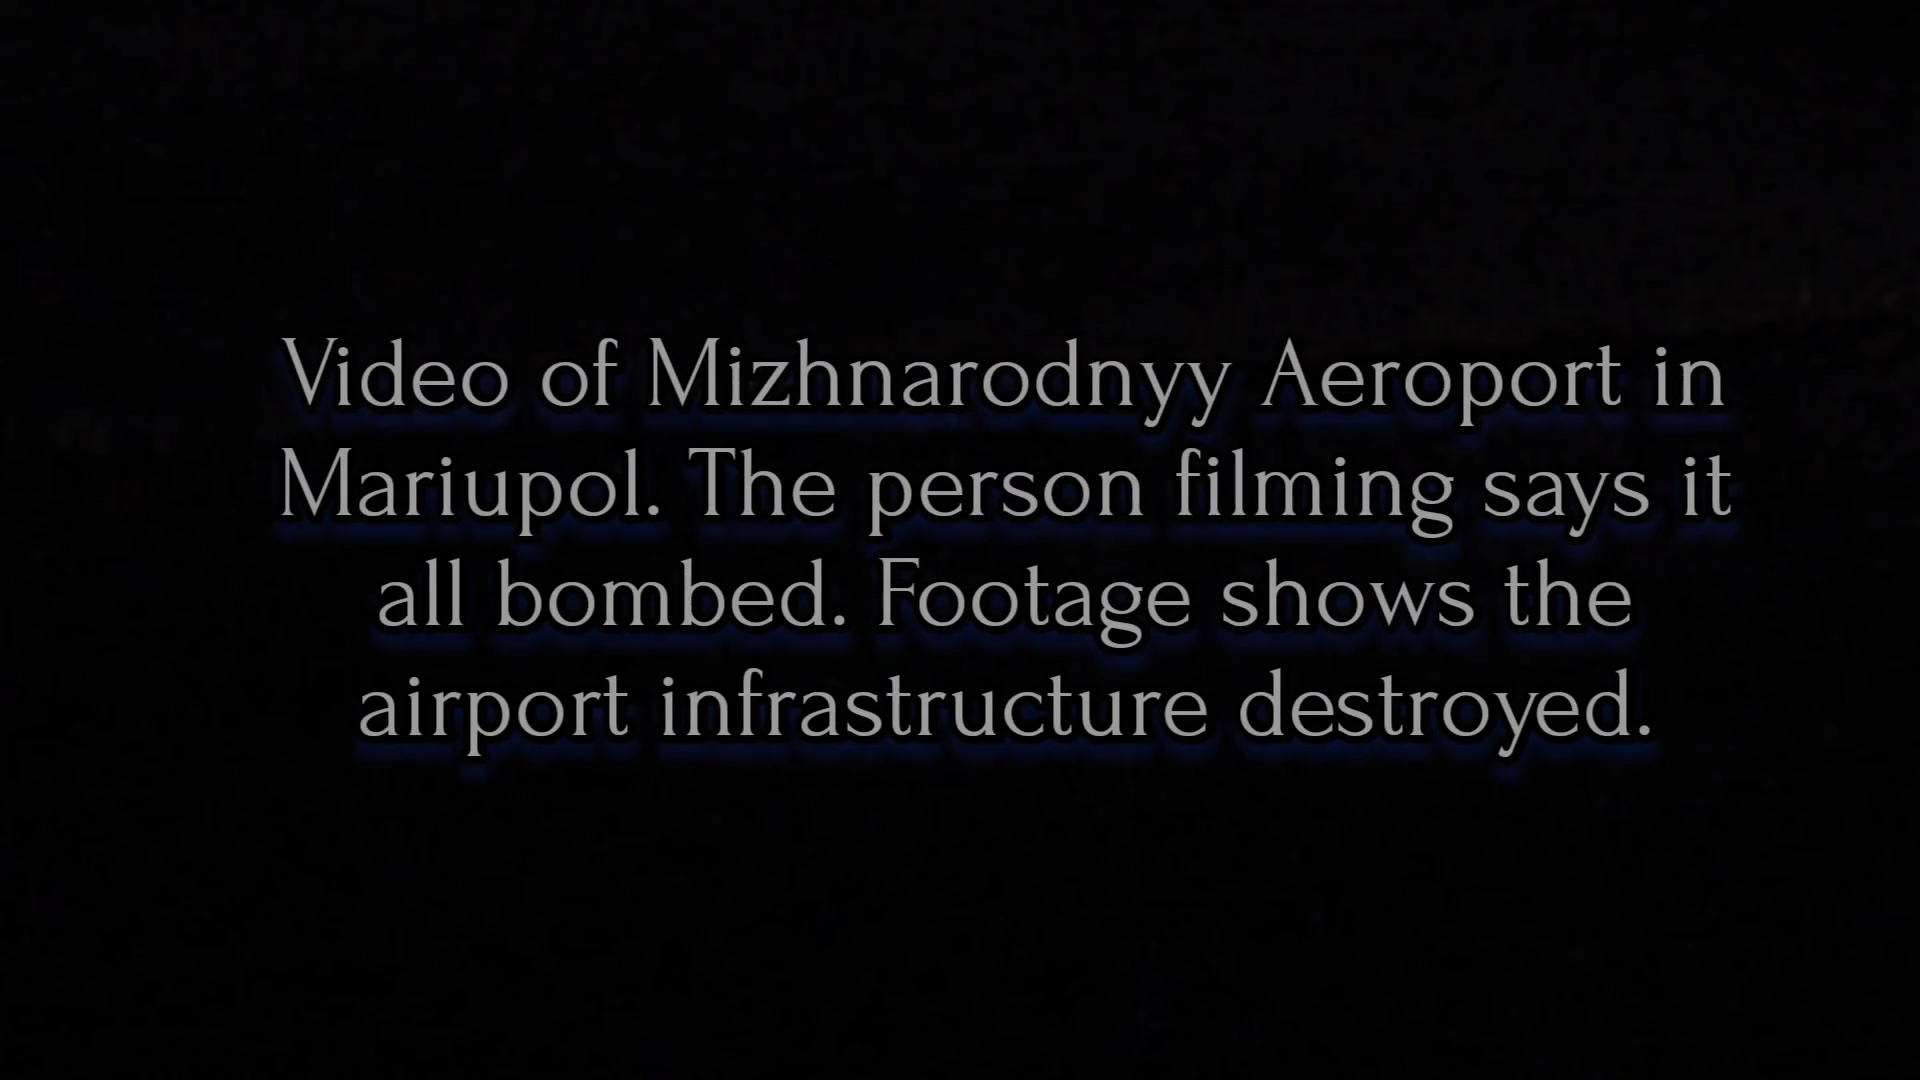 Video of Mizhnarodnyy Aeroport in
Mariupol. The person filming says it
all bombed. Footage shows the
airport infrastructure destroyed.